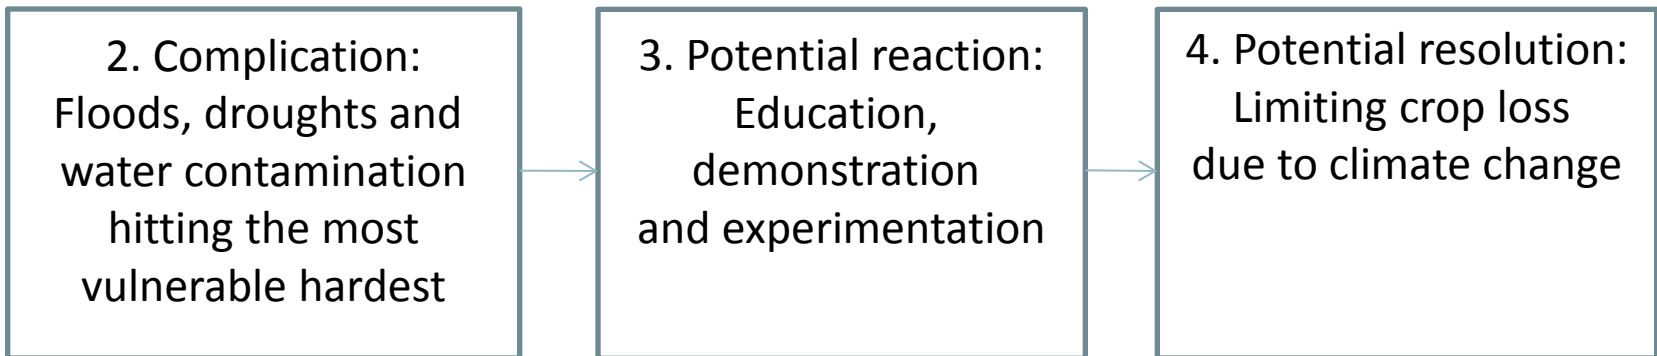 2. Complication:
Floods, droughts and
water contamination
hitting the most
vulnerable hardest
3. Potential reaction:
Education,
demonstration
and experimentation
4. Potential resolution:
Limiting crop loss
due to climate change